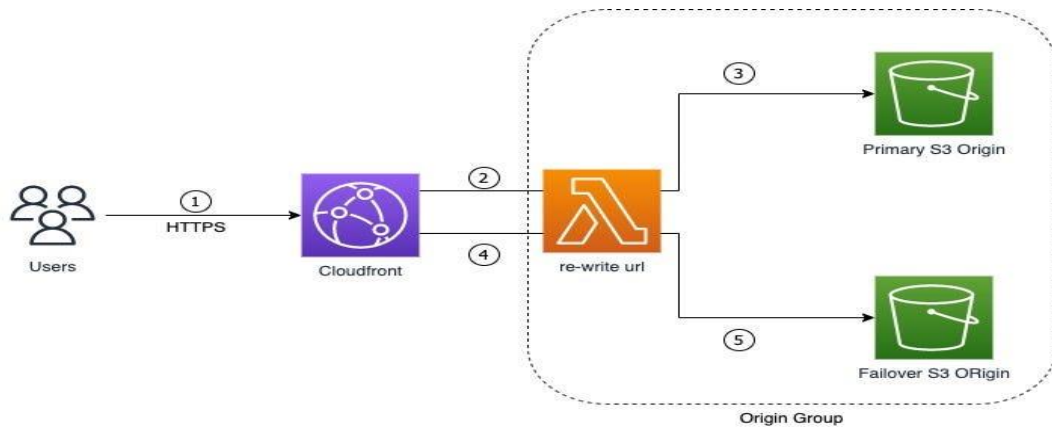 1
HTTPS
Users
Cloudfront
2
4
re-write url
3
Primary S3 Origin
5
Failover S3 ORigin
Origin Group